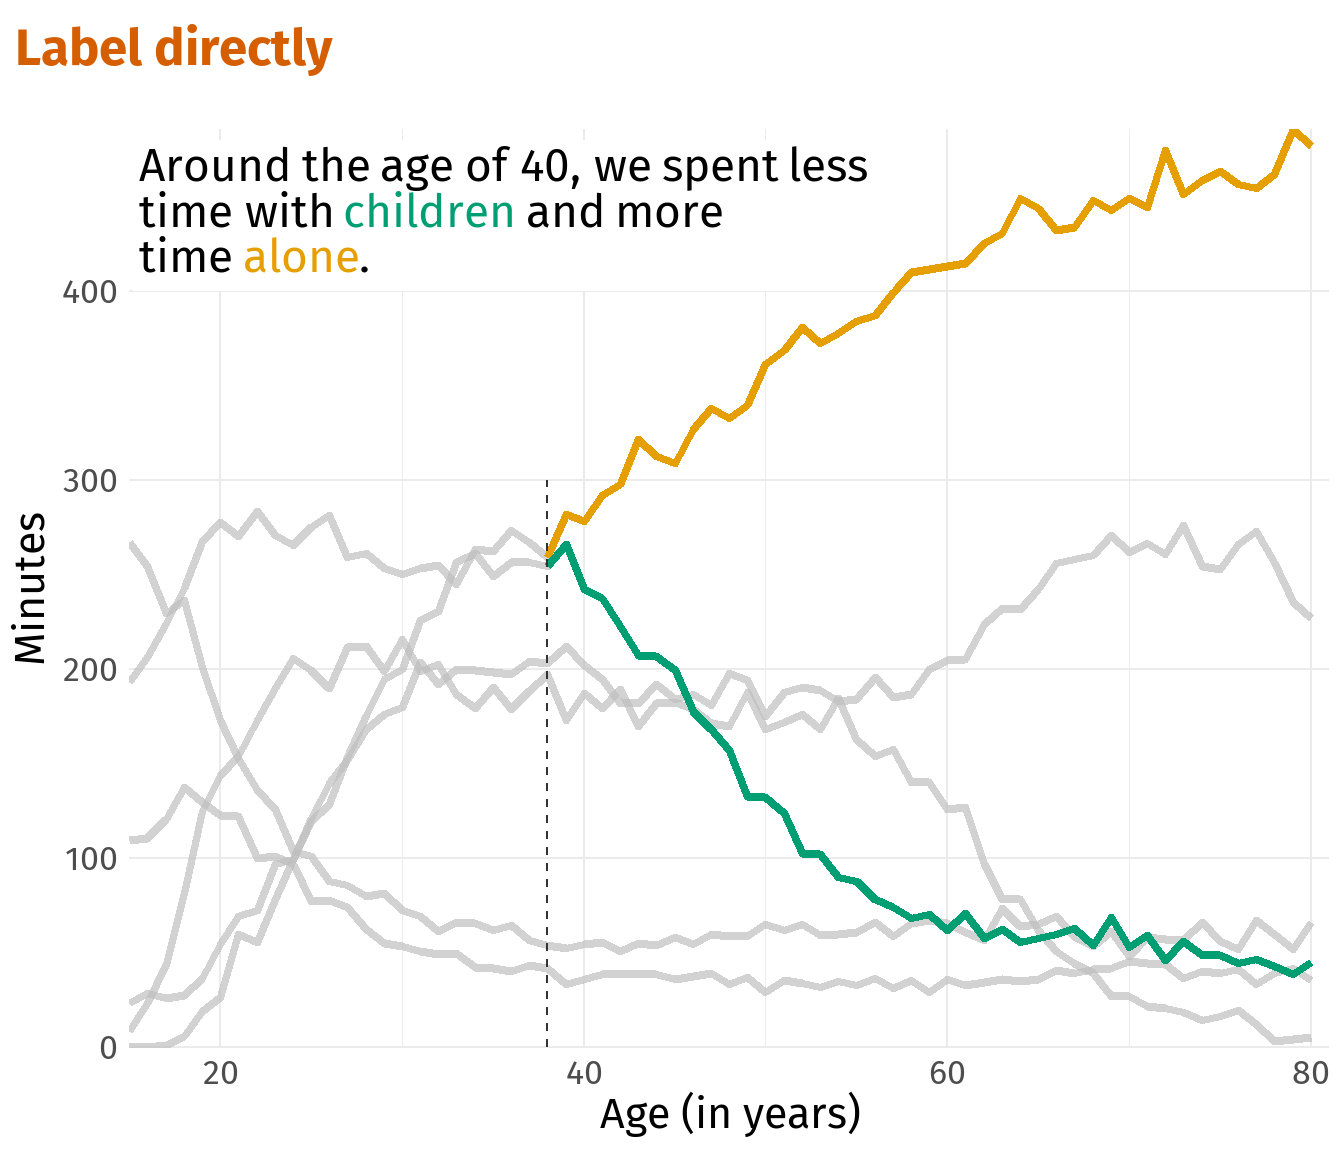 Label directly
Around the age of 40, we spent less
time with children and more
time alone.
400
300
200
100
0
Minutes
20
40
60
80
Age (in years)